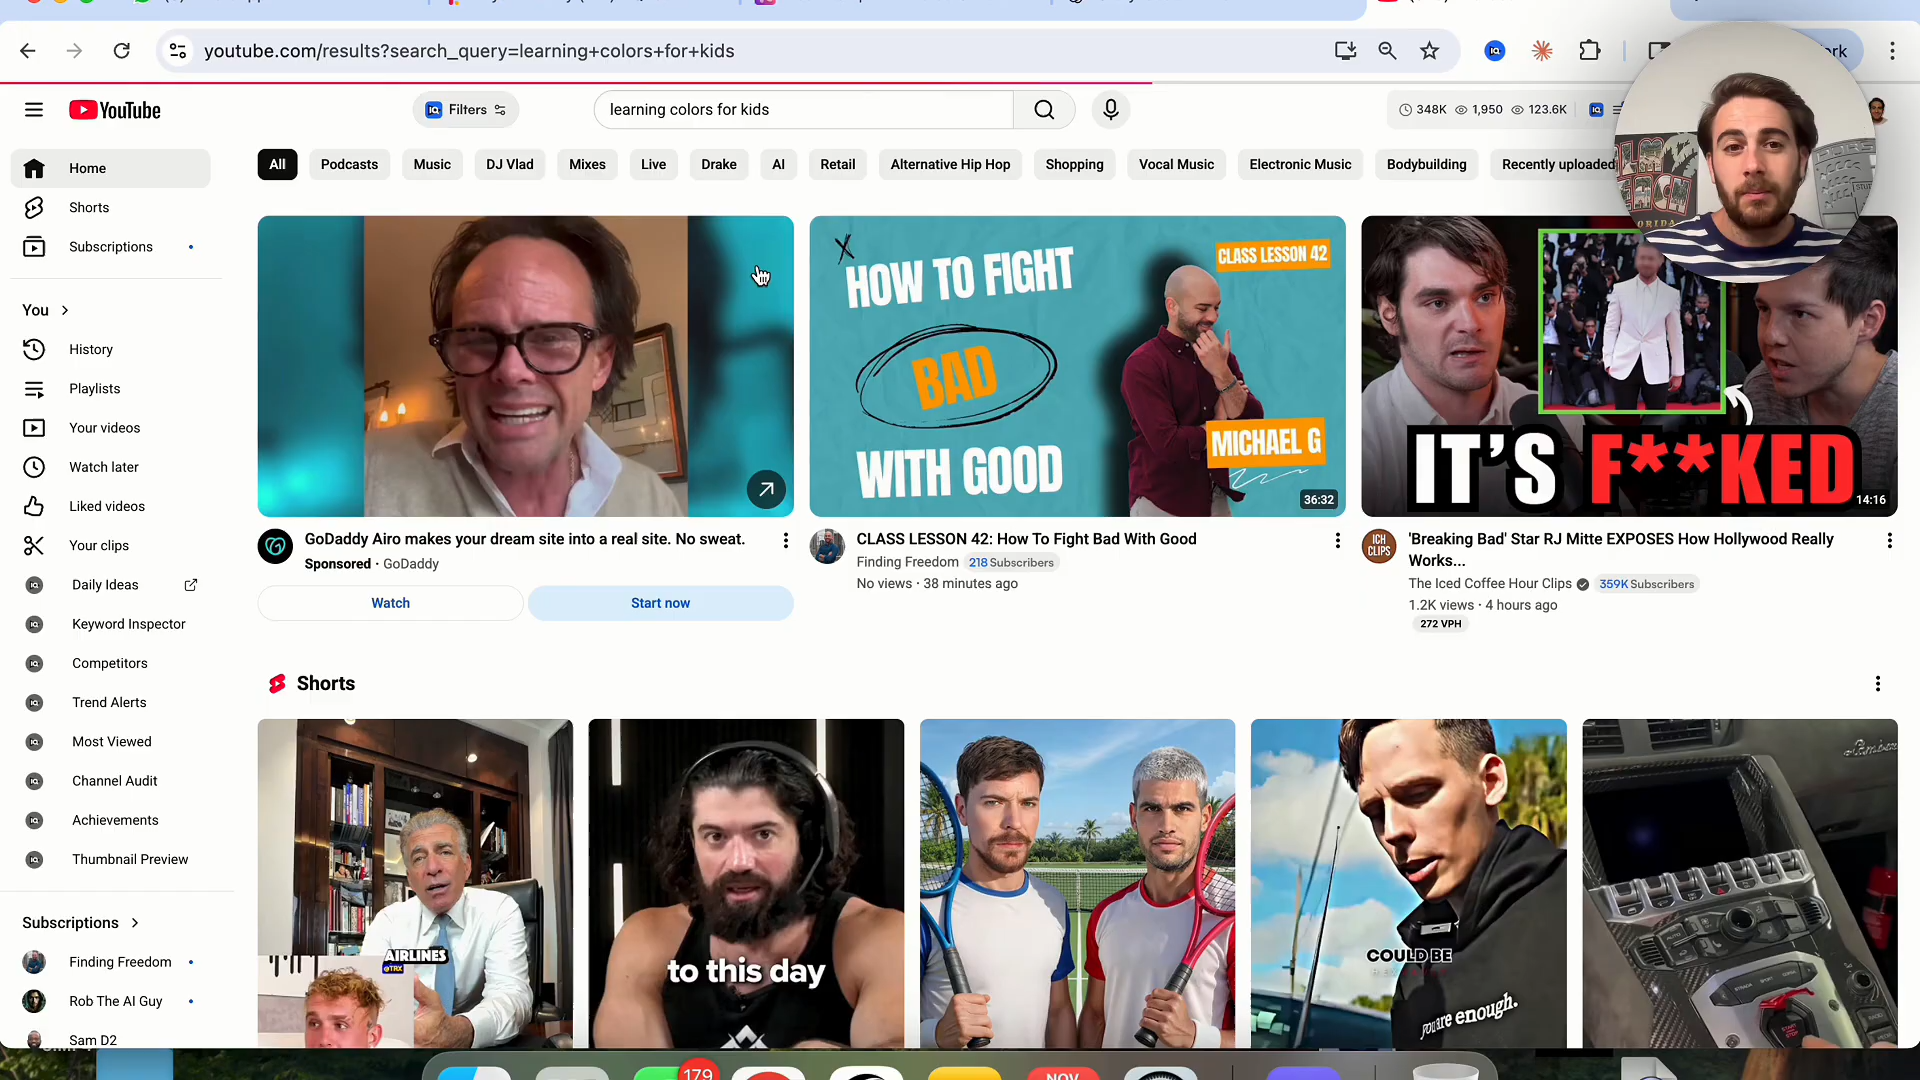 youtube.com/results?search_query=learning+colors+for+kids
YouTube
Filters
learning colors for kids
348K 1,950 123.6K
All
Podcasts
Music
DJ Vlad
Mixes
Live
Drake
AI
Retail
Alternative Hip Hop
Shopping
Vocal Music
Electronic Music
Bodybuilding
Recently uploaded
Home
Shorts
Subscriptions
You
History
Playlists
Your videos
Watch later
Liked videos
Your clips
Daily Ideas
Keyword Inspector
Competitors
Trend Alerts
Most Viewed
Channel Audit
Achievements
Thumbnail Preview
Subscriptions
Finding Freedom
Rob The AI Guy
Sam D2
GoDaddy Airo makes your dream site into a real site. No sweat.
Sponsored · GoDaddy
Watch
Start now
HOW TO FIGHT
BAD
WITH GOOD
CLASS LESSON 42
MICHAEL G
36:32
CLASS LESSON 42: How To Fight Bad With Good
Finding Freedom 218 Subscribers
No views · 38 minutes ago
IT'S F**KED
14:16
ICH
CLIPS
'Breaking Bad' Star RJ Mitte EXPOSES How Hollywood Really
Works...
The Iced Coffee Hour Clips 359K Subscribers
1.2K views · 4 hours ago
272 VPH
Shorts
AIRLINES
@TRX
to this day
COULD BE
you are enough.
179
NOV